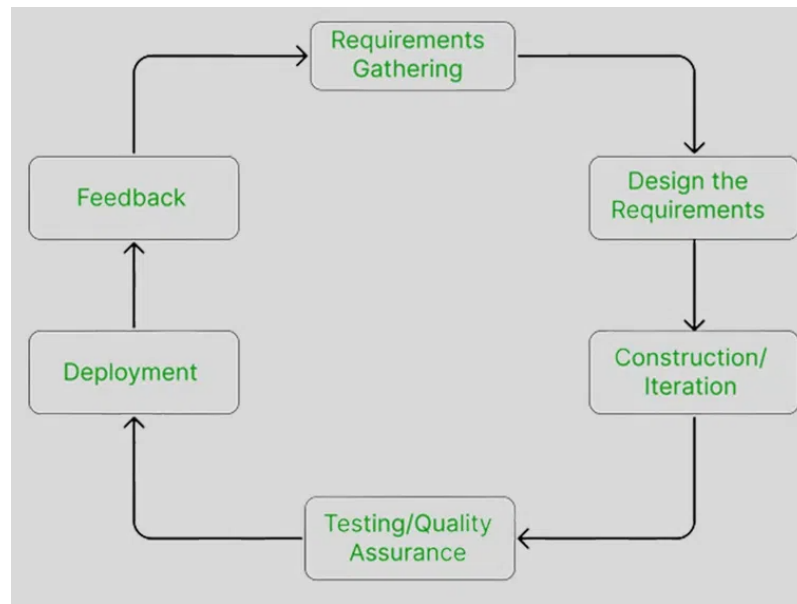 Requirements
Gathering
Design the
Requirements
Construction/
Iteration
Testing/Quality
Assurance
Deployment
Feedback